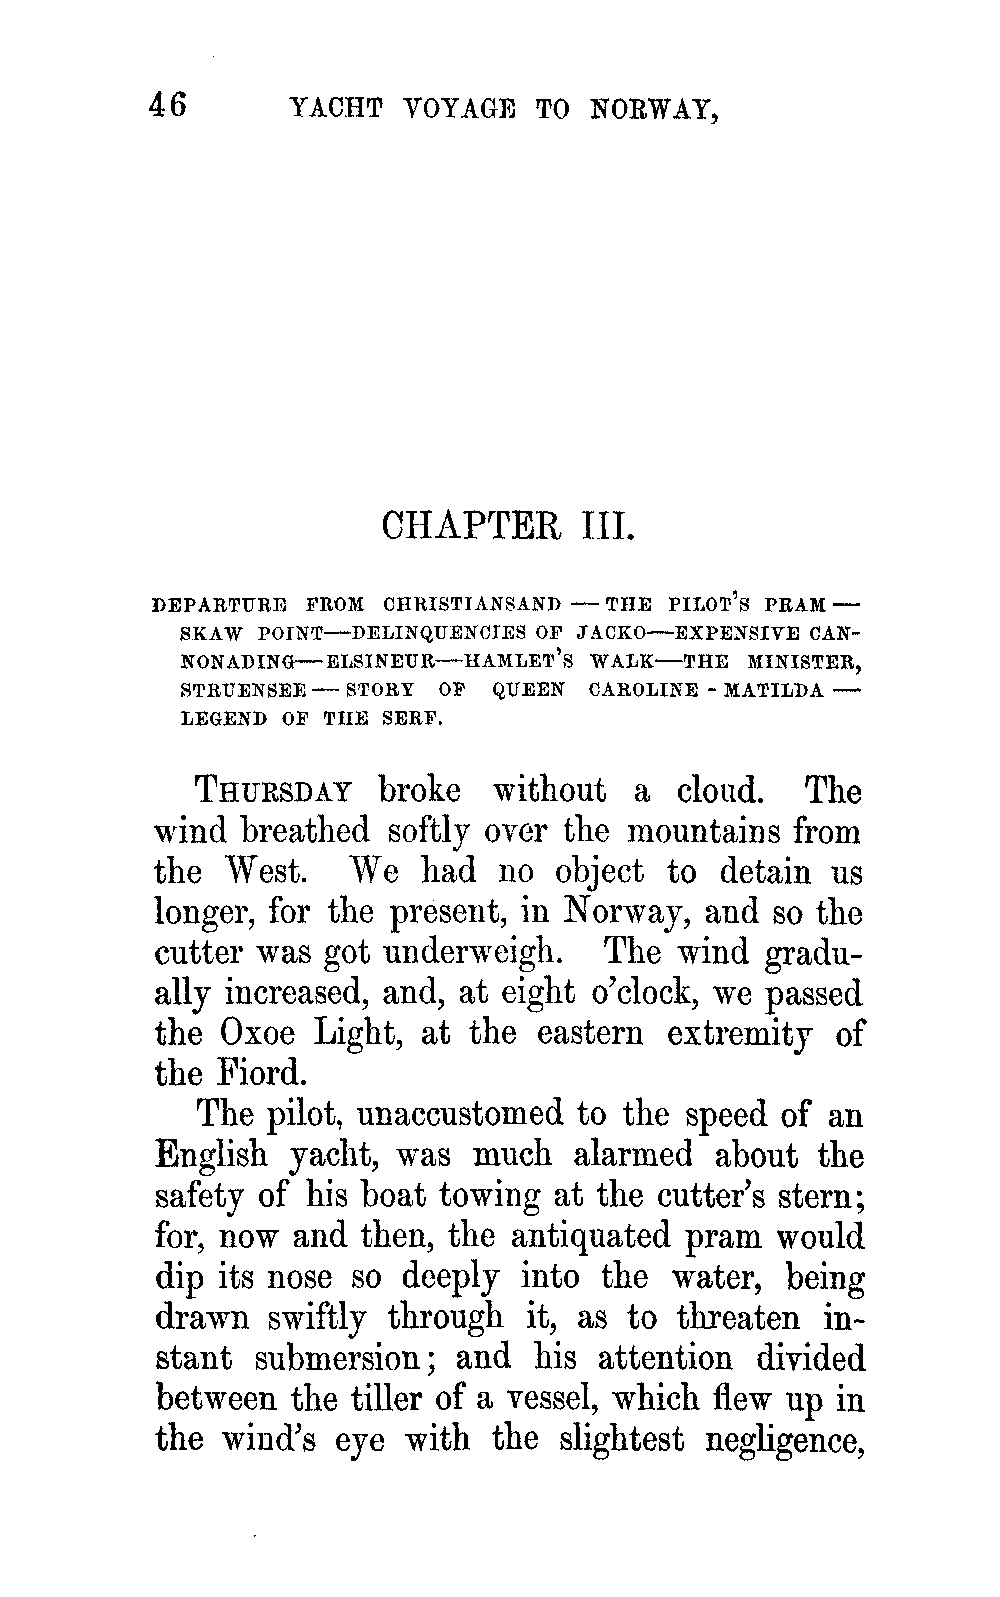 46 YACHT VOYAGE TO NORWAY,
CHAPTER III.
DEPARTURE FROM CHRISTIANSAND — THE PILOT'S PRAM —
SKAW POINT—DELINQUENCIES OF JACKO—EXPENSIVE CAN-
NONADING—ELSINEUR—HAMLET'S WALK—THE MINISTER,
STRUENSEE — STORY OF QUEEN CAROLINE - MATILDA —
LEGEND OF THE SERF.
THURSDAY broke without a cloud. The
wind breathed softly over the mountains from
the West. We had no object to detain us
longer, for the present, in Norway, and so the
cutter was got underweigh. The wind gradu-
ally increased, and, at eight o'clock, we passed
the Oxoe Light, at the eastern extremity of
the Fiord.
The pilot, unaccustomed to the speed of an
English yacht, was much alarmed about the
safety of his boat towing at the cutter's stern;
for, now and then, the antiquated pram would
dip its nose so deeply into the water, being
drawn swiftly through it, as to threaten in-
stant submersion; and his attention divided
between the tiller of a vessel, which flew up in
the wind's eye with the slightest negligence,